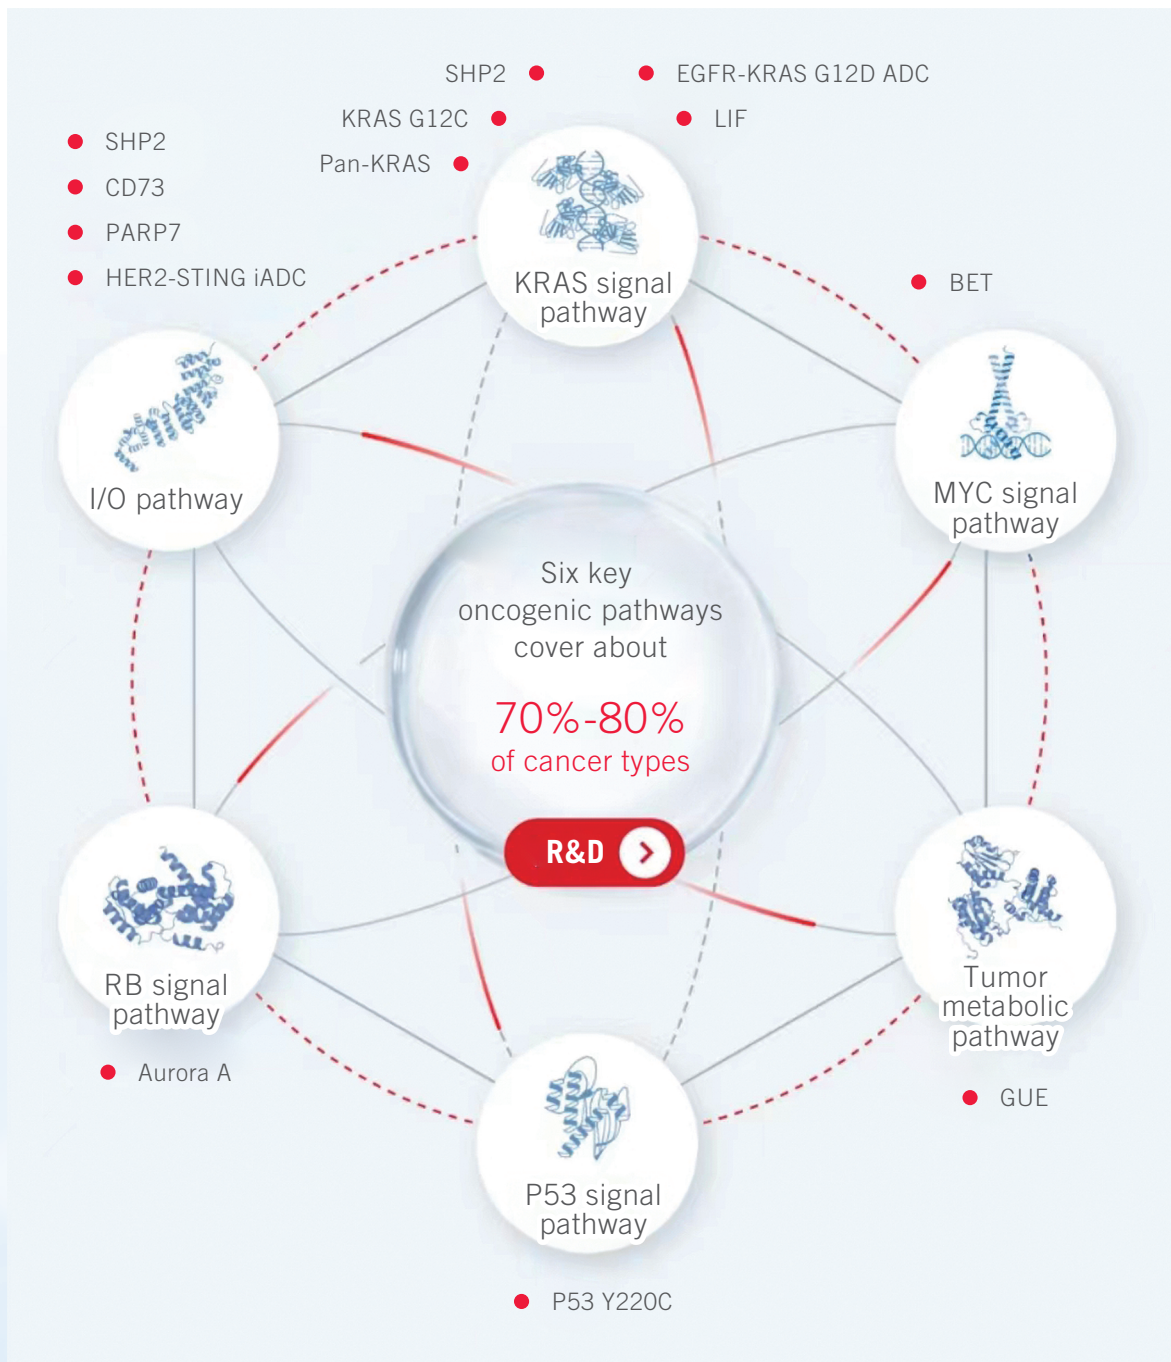 SHP2
KRAS G12C
Pan-KRAS
EGFR-KRAS G12D ADC
LIF
SHP2
CD73
PARP7
HER2-STING iADC
KRAS signal
pathway
BET
I/O pathway
MYC signal
pathway
Six key
oncogenic pathways
cover about
70%-80%
of cancer types
R&D
RB signal
pathway
Aurora A
Tumor
metabolic
pathway
GUE
P53 signal
pathway
P53 Y220C